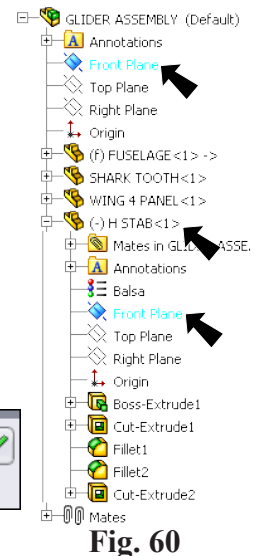 GLIDER ASSEMBLY (Default)
A Annotations
Front Plane
Top Plane
Right Plane
Origin
(f) FUSELAGE<1> ->
SHARK TOOTH<1>
WING 4 PANEL<1>
(-) H STAB<1>
Mates in GLIDER ASSE.
A Annotations
Balsa
Front Plane
Top Plane
Right Plane
Origin
Boss-Extrude1
Cut-Extrude1
Fillet1
Fillet2
Cut-Extrude2
Mates
Fig. 60